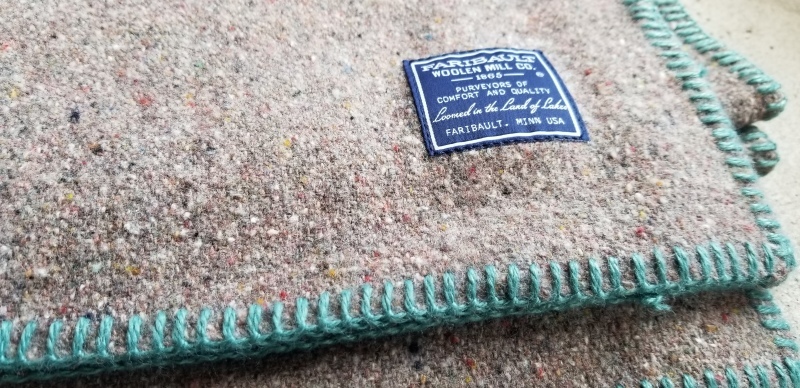 FARIBAULT
WOOLEN MILL CO.
1865 ®
PURVEYORS OF
COMFORT AND QUALITY
Loomed in the Land of Lakes
FARIBAULT, MINN USA